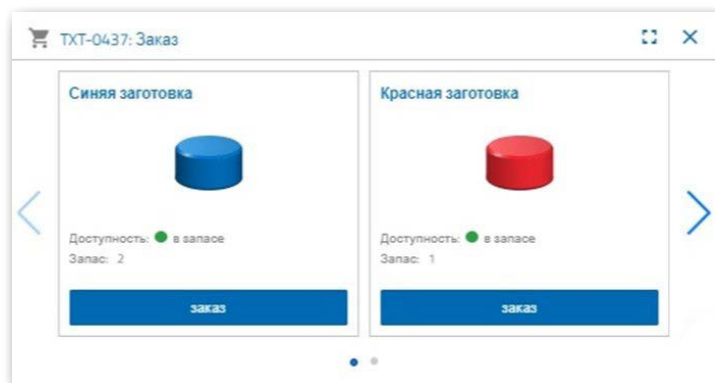 TXT-0437: Заказ
Синяя заготовка
Доступность: в запасе
Запас: 2
заказ
Красная заготовка
Доступность: в запасе
Запас: 1
заказ